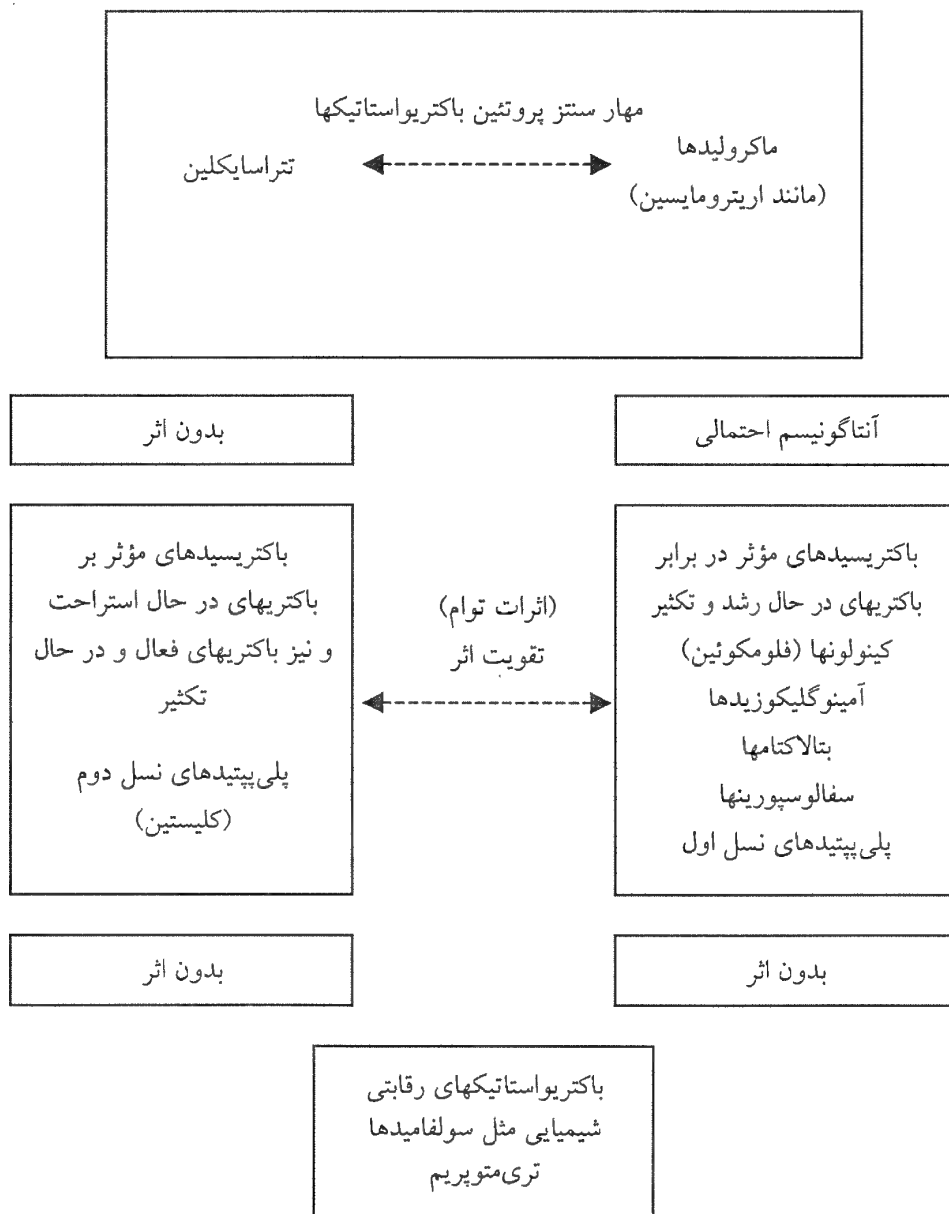 مهار سنتز پروتئین باکتریواستاتیکها
ماکرولیدها
(مانند اریترومایسین)
تتراسایکلین
آنتاگونیسم احتمالی
بدون اثر
باکتریسیدهای مؤثر در برابر
باکتریهای در حال رشد و تکثیر
کینولونها (فلومکوئین)
آمینوگلیکوزیدها
بتالاکتامها
سفالوسپورینها
پلی‌پپتیدهای نسل اول
(اثرات توام)
تقویت اثر
باکتریسیدهای مؤثر بر
باکتریهای در حال استراحت
و نیز باکتریهای فعال و در حال
تکثیر
پلی‌پپتیدهای نسل دوم
(کلیستین)
بدون اثر
بدون اثر
باکتریواستاتیکهای رقابتی
شیمیایی مثل سولفامیدها
تری‌متوپریم